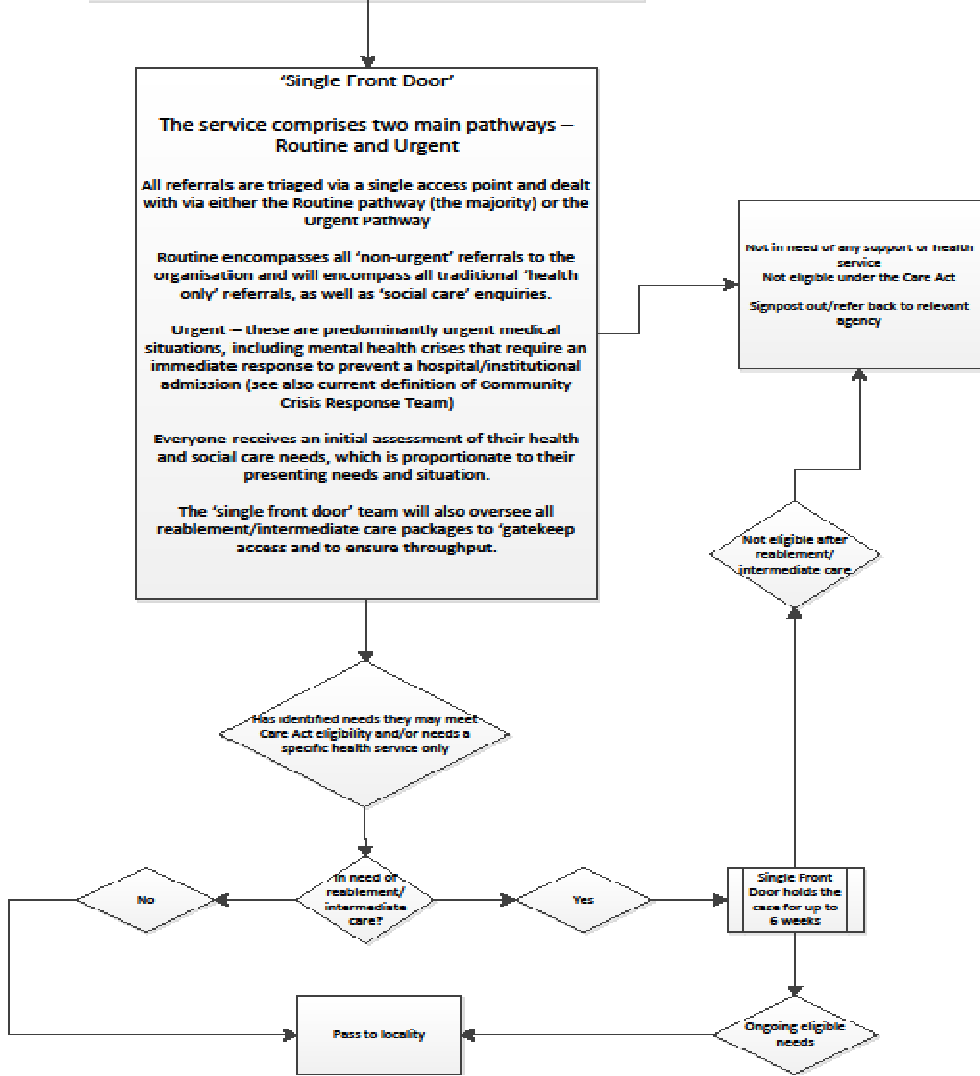 ‘Single Front Door’
The service comprises two main pathways –
Routine and Urgent
All referrals are triaged via a single access point and dealt
with via either the Routine pathway (the majority) or the
Urgent Pathway
Routine encompasses all ‘non-urgent’ referrals to the
organisation and will encompass all traditional ‘health
only’ referrals, as well as ‘social care’ enquiries.
Urgent – these are predominantly urgent medical
situations, including mental health crises that require an
immediate response to prevent a hospital/institutional
admission (see also current definition of Community
Crisis Response Team)
Everyone receives an initial assessment of their health
and social care needs, which is proportionate to their
presenting needs and situation.
The ‘single front door’ team will also oversee all
reablement/intermediate care packages to ‘gatekeep
access and to ensure throughput.
Not in need of any support or health
service
Not eligible under the Care Act
Signpost out/refer back to relevant
agency
Not eligible after
reablement/
intermediate care
Has identified needs they may meet
Care Act eligibility and/or needs a
specific health service only
No
In need of
reablement/
intermediate
care?
Yes
Single Front
Door holds the
case for up to
6 weeks
Pass to locality
Ongoing eligible
needs